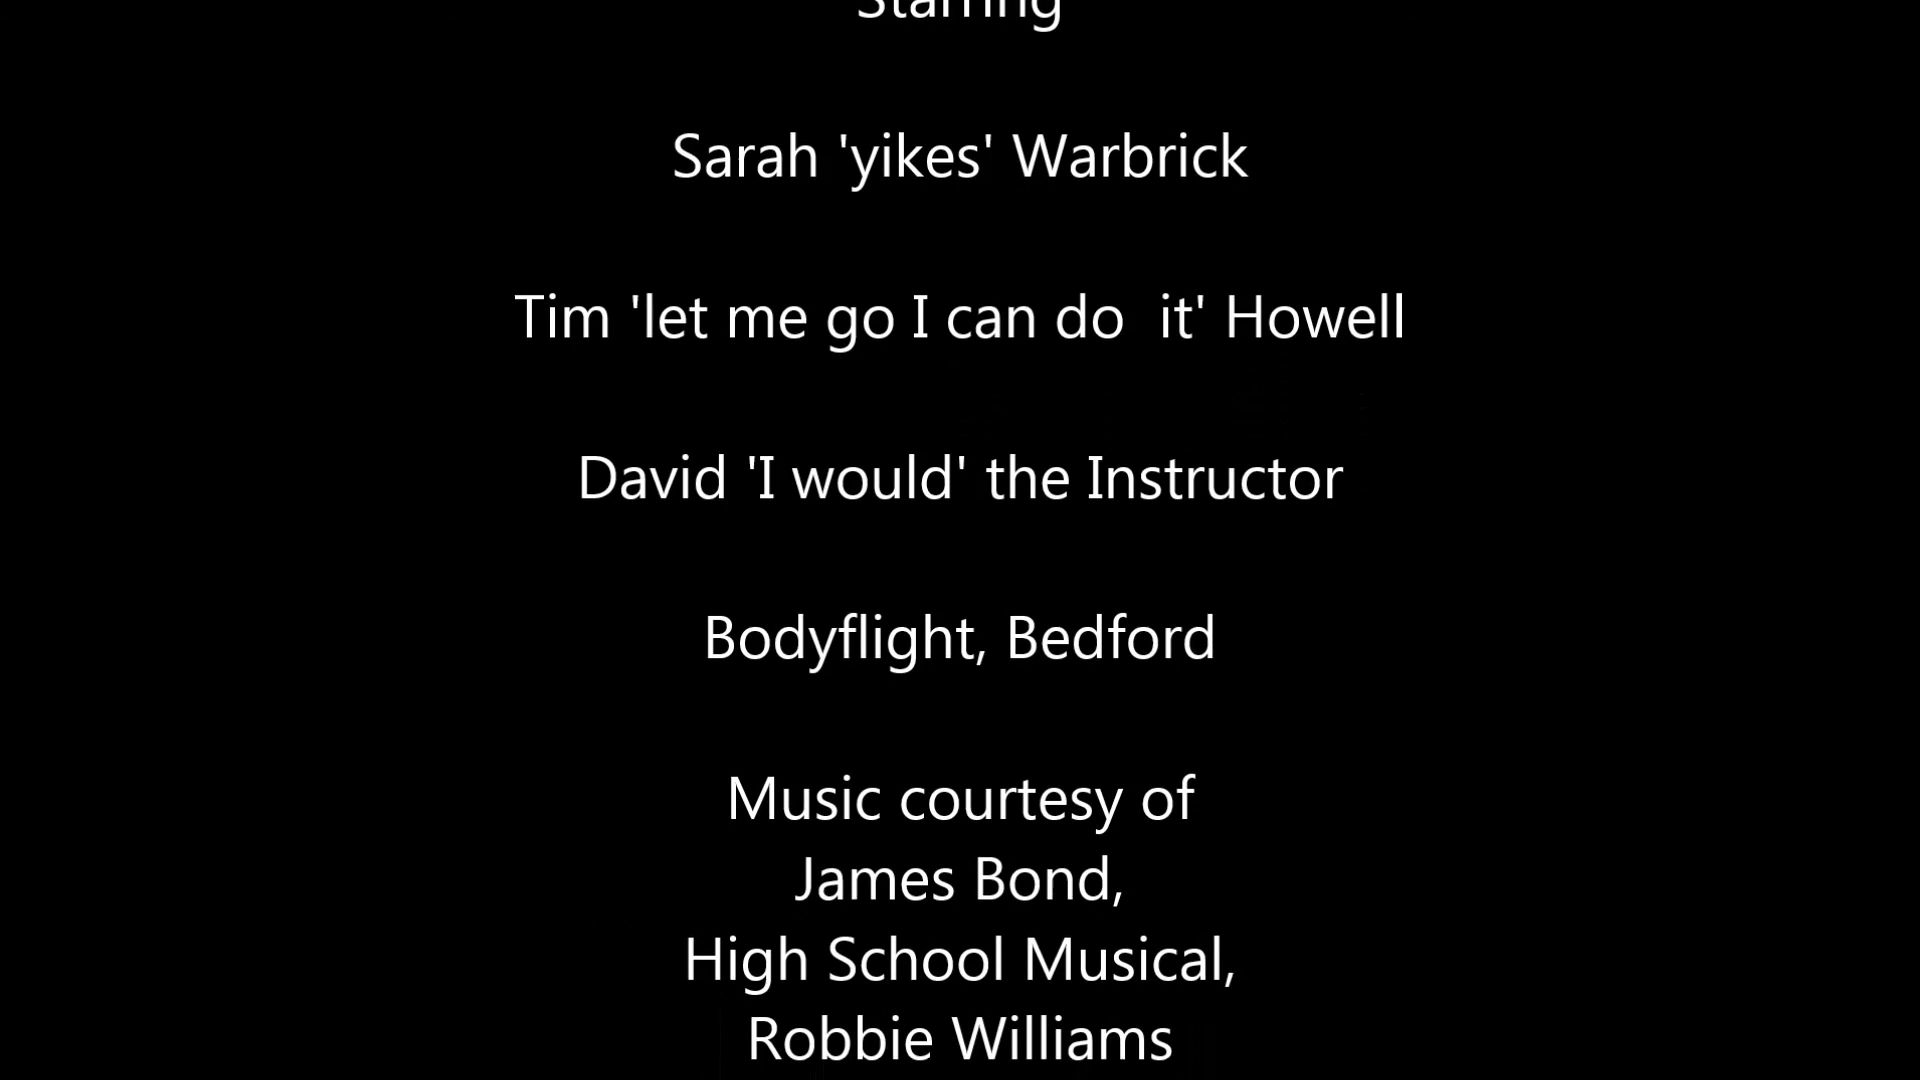 Starring
Sarah 'yikes' Warbrick
Tim 'let me go I can do  it' Howell
David 'I would' the Instructor
Bodyflight, Bedford
Music courtesy of
James Bond,
High School Musical,
Robbie Williams